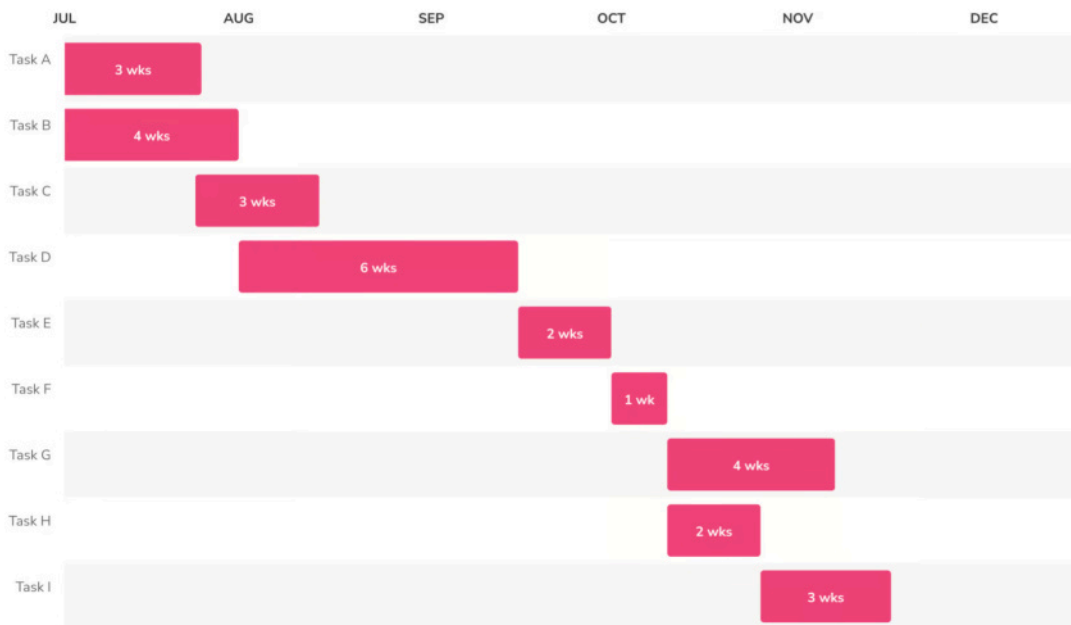 JUL AUG SEP OCT NOV DEC
Task A 3 wks
Task B 4 wks
Task C 3 wks
Task D 6 wks
Task E 2 wks
Task F 1 wk
Task G 4 wks
Task H 2 wks
Task I 3 wks